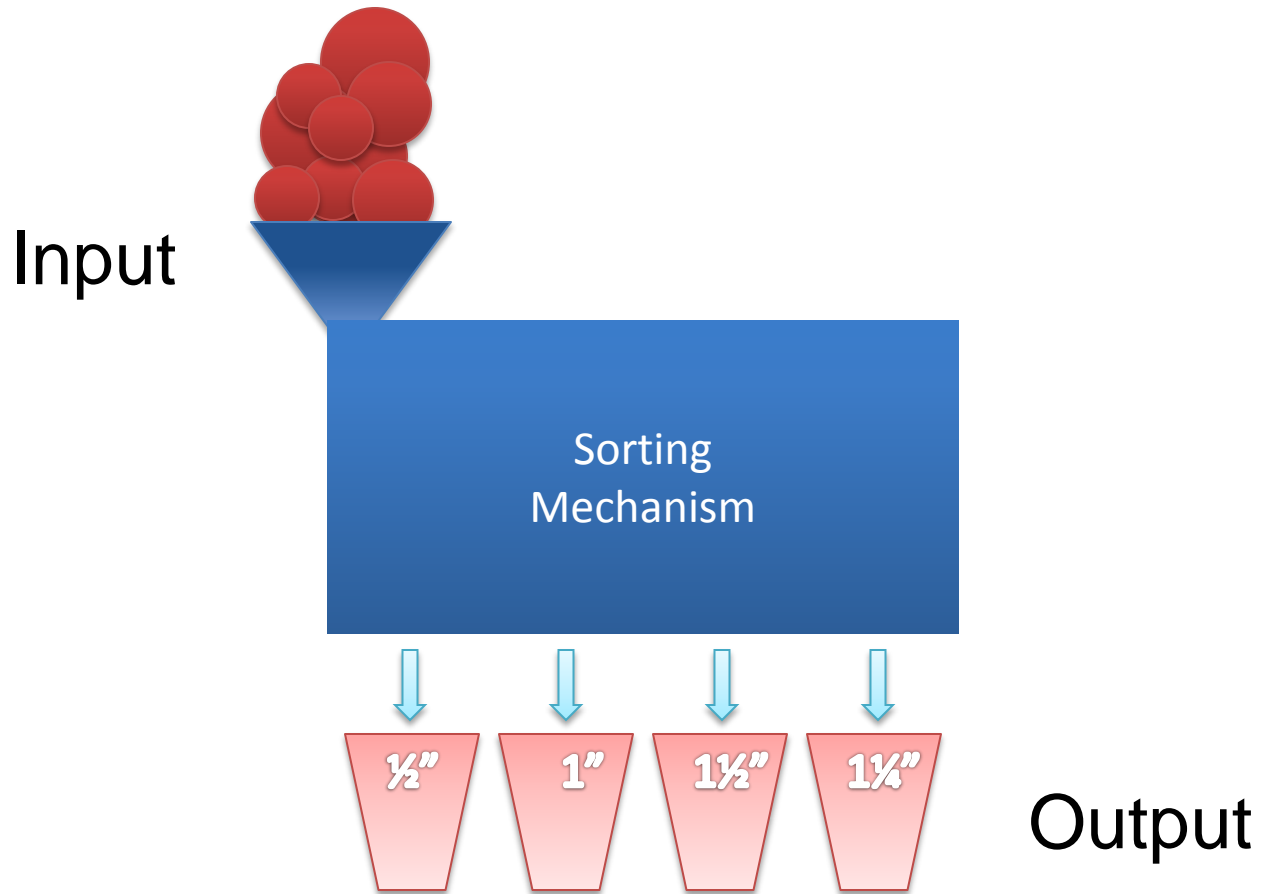 Input
Sorting
Mechanism
½”
1”
1½”
1¼”
Output